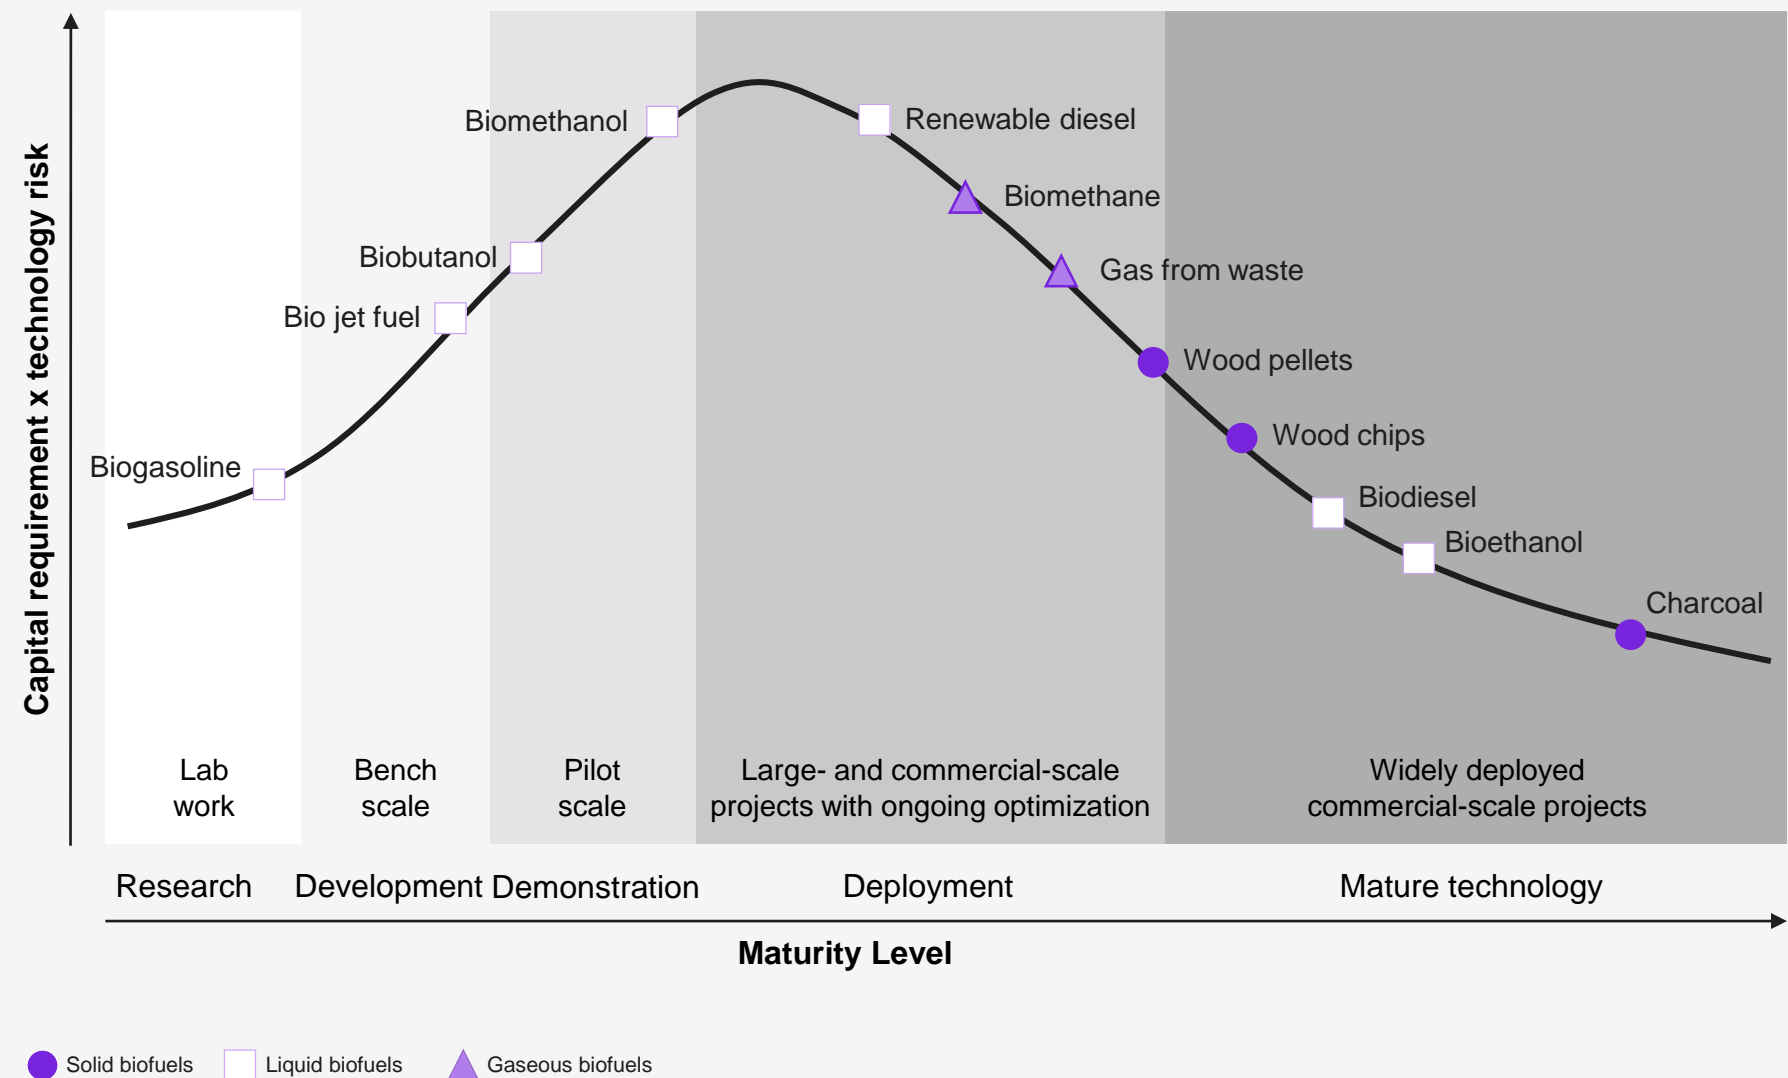 Capital requirement x technology risk
Biomethanol
Renewable diesel
Biomethane
Biobutanol
Gas from waste
Bio jet fuel
Wood pellets
Wood chips
Biogasoline
Biodiesel
Bioethanol
Charcoal
Lab
work
Bench
scale
Pilot
scale
Large- and commercial-scale
projects with ongoing optimization
Widely deployed
commercial-scale projects
Research
Development
Demonstration
Deployment
Mature technology
Maturity Level
Solid biofuels
Liquid biofuels
Gaseous biofuels